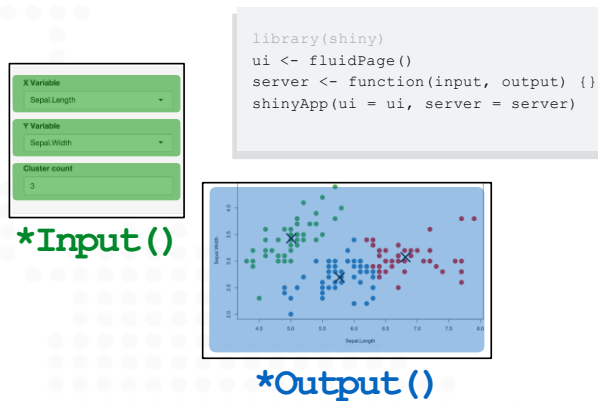 library(shiny)
ui <- fluidPage()
server <- function(input, output) {}
shinyApp(ui = ui, server = server)
X Variable
Sepal.Length
Y Variable
Sepal.Width
Cluster count
3
*Input()
Sepal.Width
4.0
3.5
3.0
2.5
2.0
4.5 5.0 5.5 6.0 6.5 7.0 7.5 8.0
Sepal.Length
*Output()